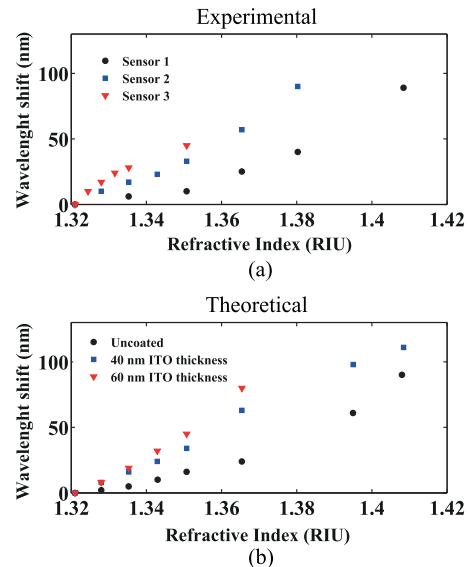 Experimental
Sensor 1
Sensor 2
Sensor 3
Wavelenght shift (nm)
100
50
0
1.32 1.34 1.36 1.38 1.4 1.42
Refractive Index (RIU)
(a)
Theoretical
Uncoated
40 nm ITO thickness
60 nm ITO thickness
Wavelenght shift (nm)
100
50
0
1.32 1.34 1.36 1.38 1.4 1.42
Refractive Index (RIU)
(b)